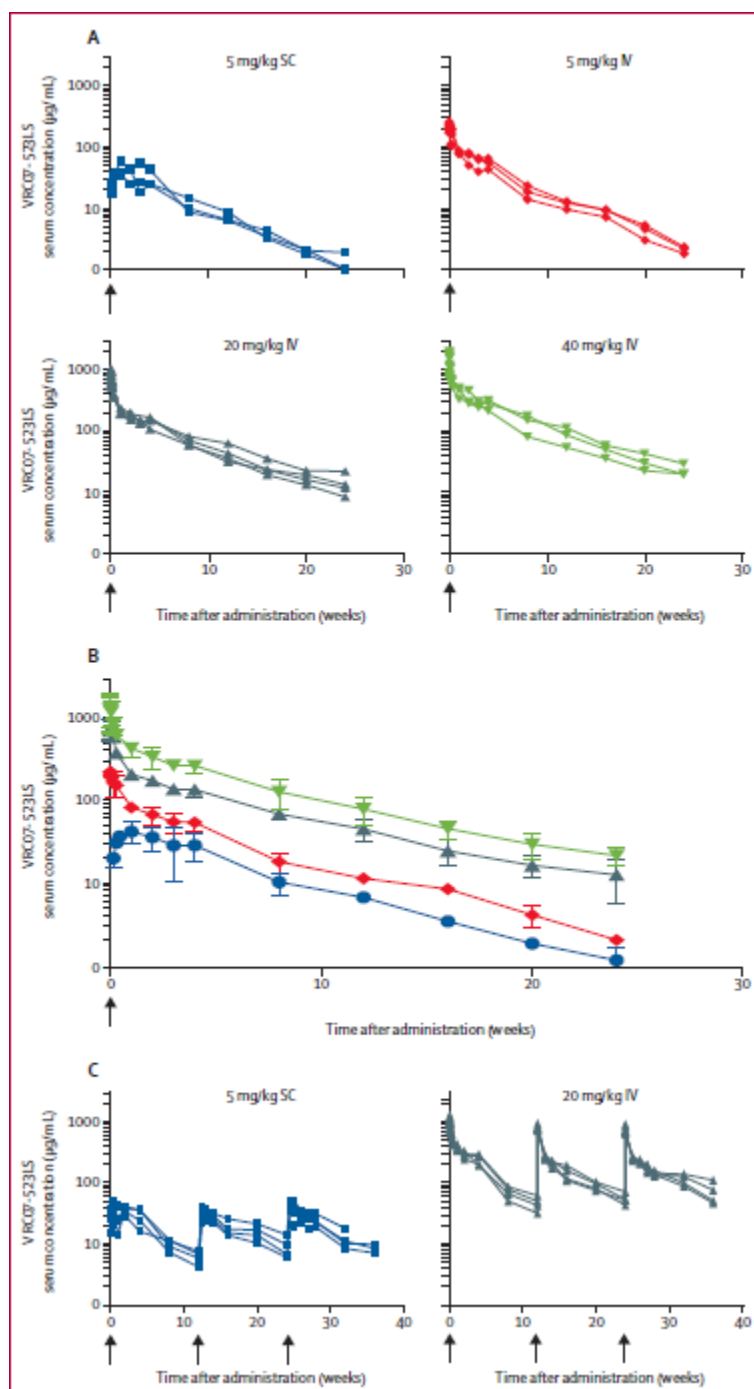 A
5 mg/kg SC
5 mg/kg IV
VRC07-523LS
serum concentration (µg/mL)
1000
100
10
0
20 mg/kg IV
40 mg/kg IV
VRC07-523LS
serum concentration (µg/mL)
1000
100
10
0
0
10
20
30
0
10
20
30
Time after administration (weeks)
Time after administration (weeks)
B
VRC07-523LS
serum concentration (µg/mL)
1000
100
10
0
0
10
20
30
Time after administration (weeks)
C
5 mg/kg SC
20 mg/kg IV
VRC07-523LS
serum concentration (µg/mL)
1000
100
10
0
0
10
20
30
40
0
10
20
30
40
Time after administration (weeks)
Time after administration (weeks)